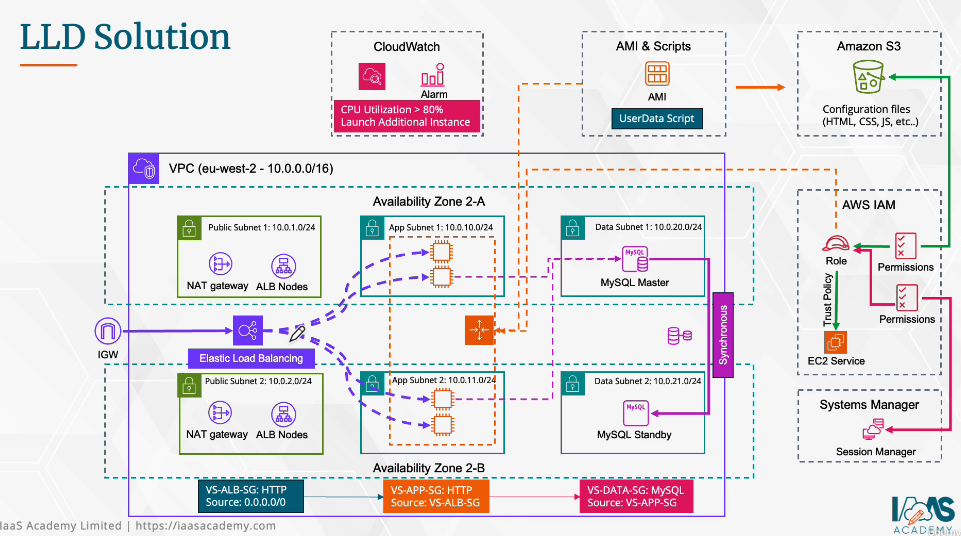 LLD Solution
CloudWatch
Alarm
CPU Utilization > 80%
Launch Additional Instance
AMI & Scripts
AMI
UserData Script
Amazon S3
Configuration files
(HTML, CSS, JS, etc..)
VPC (eu-west-2 - 10.0.0.0/16)
Availability Zone 2-A
Public Subnet 1: 10.0.1.0/24
NAT gateway
ALB Nodes
App Subnet 1: 10.0.10.0/24
Data Subnet 1: 10.0.20.0/24
MySQL
MySQL Master
AWS IAM
Role
Permissions
Permissions
Trust Policy
EC2 Service
IGW
Elastic Load Balancing
Synchronous
Public Subnet 2: 10.0.2.0/24
NAT gateway
ALB Nodes
App Subnet 2: 10.0.11.0/24
Data Subnet 2: 10.0.21.0/24
MySQL
MySQL Standby
Systems Manager
Session Manager
Availability Zone 2-B
VS-ALB-SG: HTTP
Source: 0.0.0.0/0
VS-APP-SG: HTTP
Source: VS-ALB-SG
VS-DATA-SG: MySQL
Source: VS-APP-SG
IaaS Academy Limited | https://iaasacademy.com
IAAS
ACADEMY